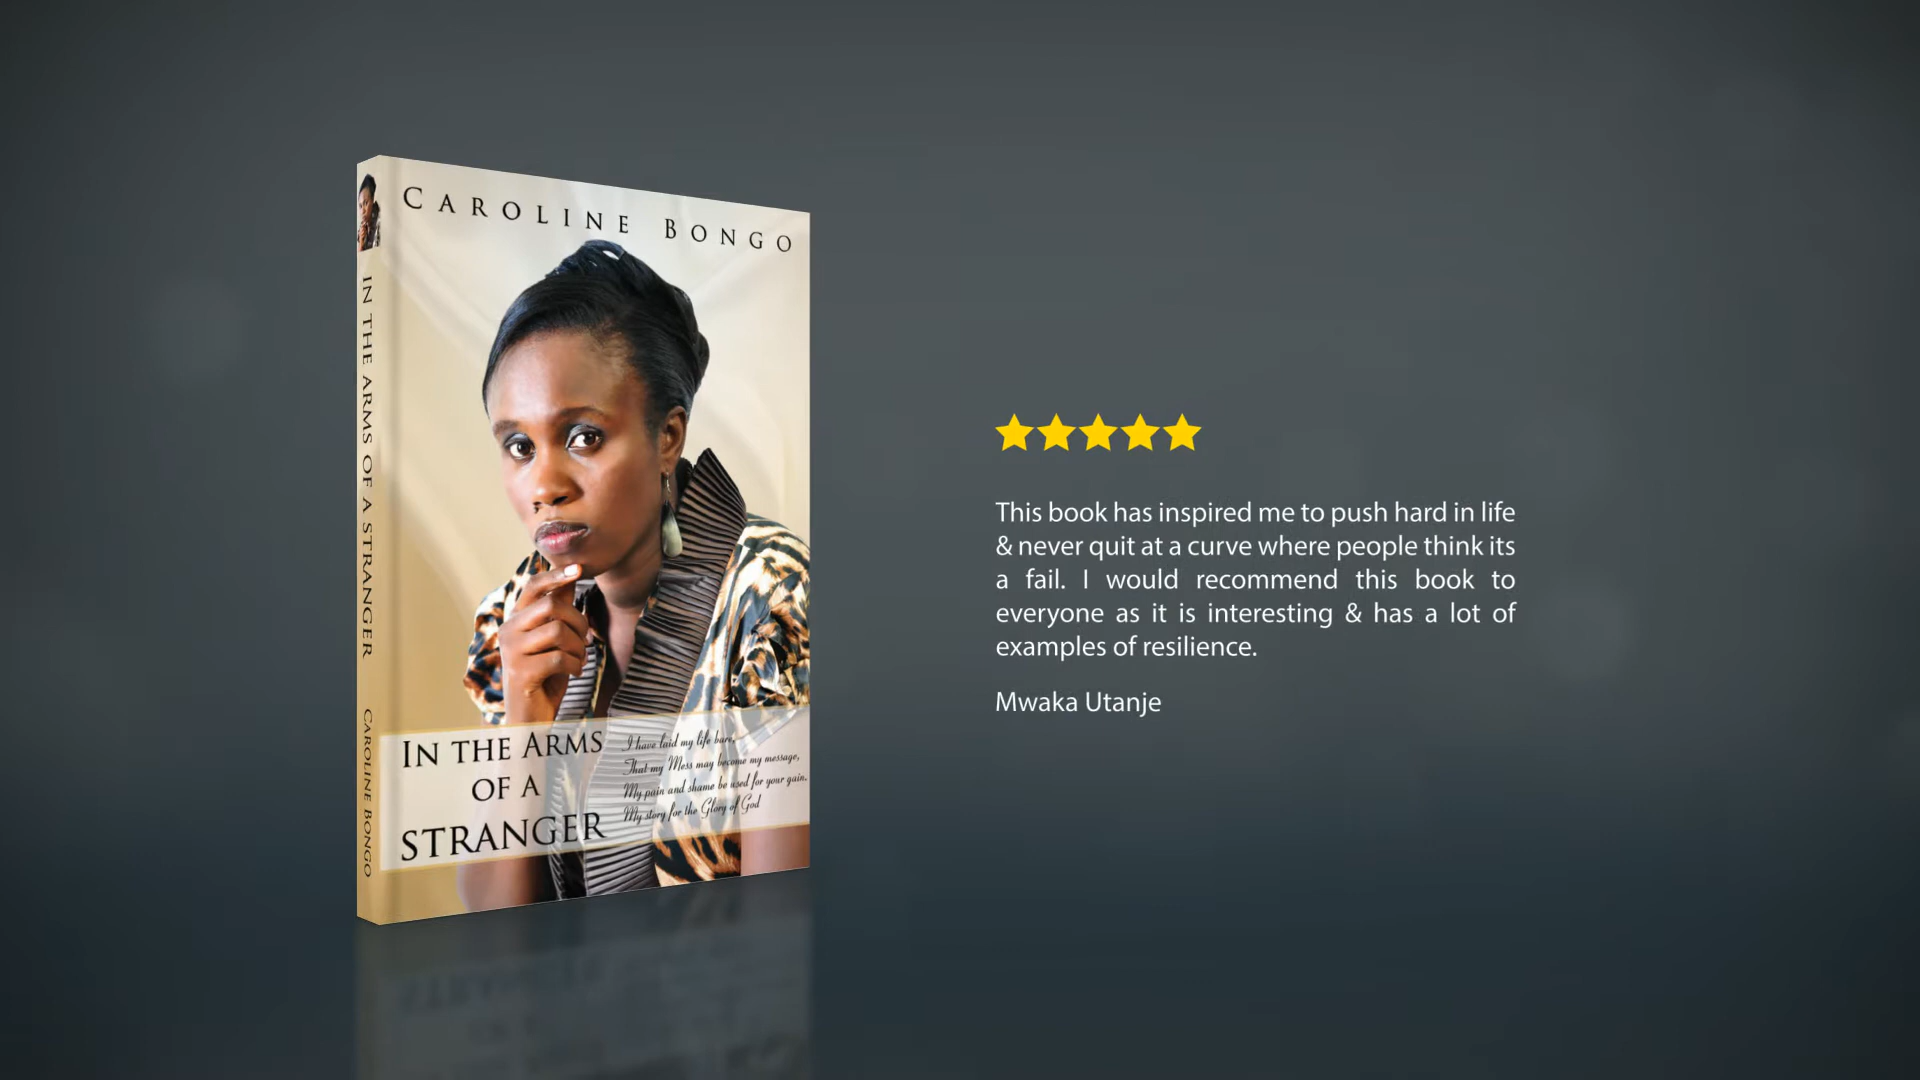 CAROLINE BONGO
IN THE ARMS OF A STRANGER
CAROLINE BONGO
IN THE ARMS
OF A
STRANGER
I have laid my life bare,
That my Mess may become my message,
My pain and shame be used for your gain.
My story for the Glory of God
This book has inspired me to push hard in life
& never quit at a curve where people think its
a fail. I would recommend this book to
everyone as it is interesting & has a lot of
examples of resilience.
Mwaka Utanje